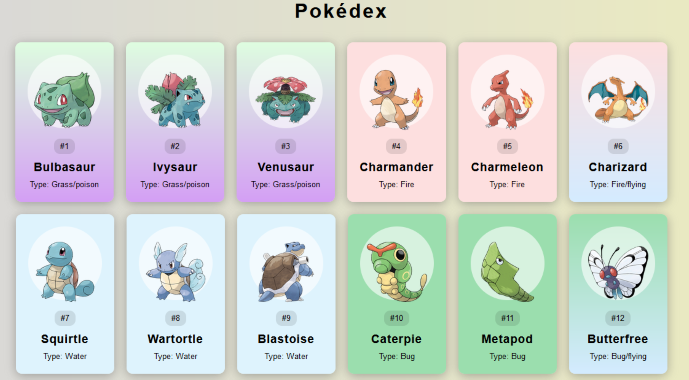 Pokédex
#1 #2 #3 #4 #5 #6
Bulbasaur Ivysaur Venusaur Charmander Charmeleon Charizard
Type: Grass/poison Type: Grass/poison Type: Grass/poison Type: Fire Type: Fire Type: Fire/flying
#7 #8 #9 #10 #11 #12
Squirtle Wartortle Blastoise Caterpie Metapod Butterfree
Type: Water Type: Water Type: Water Type: Bug Type: Bug Type: Bug/flying